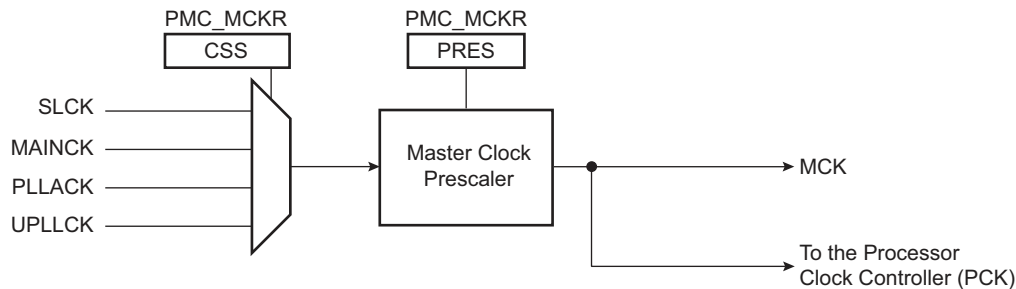 PMC_MCKR
PMC_MCKR
CSS
PRES
SLCK
MAINCK
PLLACK
UPLLCK
Master Clock
Prescaler
MCK
To the Processor
Clock Controller (PCK)